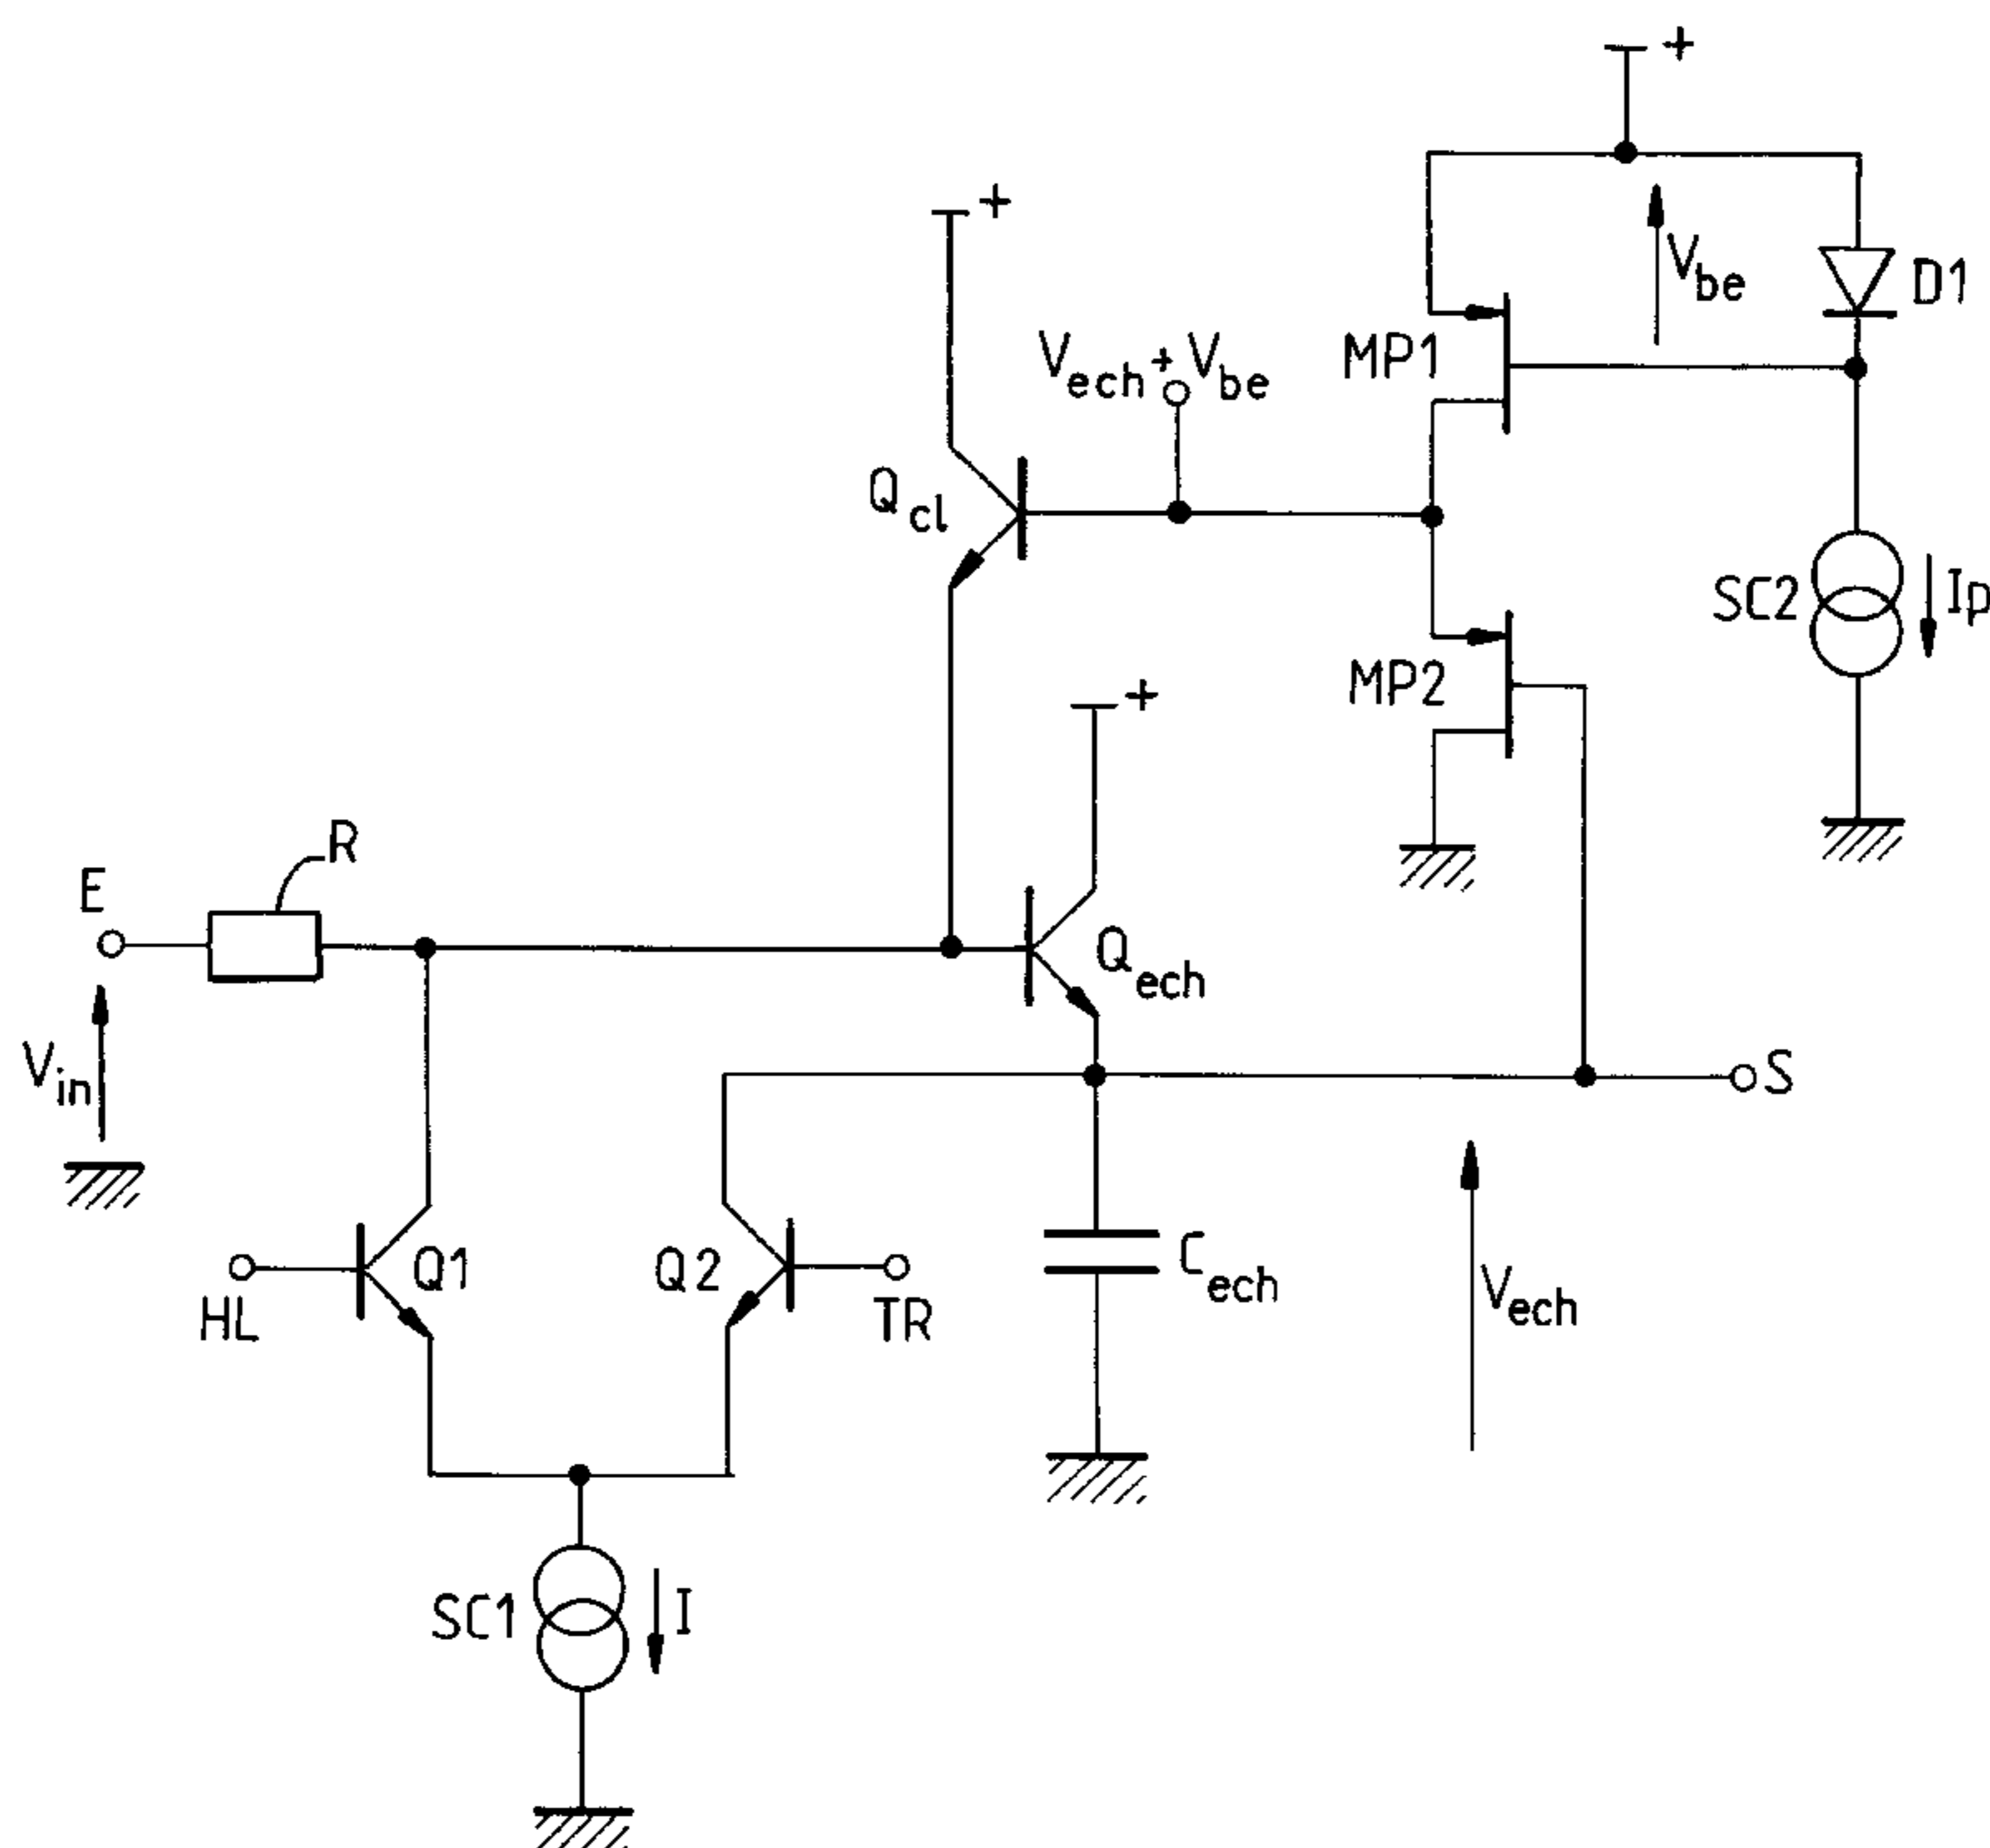 +
+
Vbe
D1
Vech + Vbe
MP1
Qcl
SC2
Ip
MP2
+
R
E
Qech
Vin
S
Q1
Q2
Cech
HL
TR
Vech
SC1
I